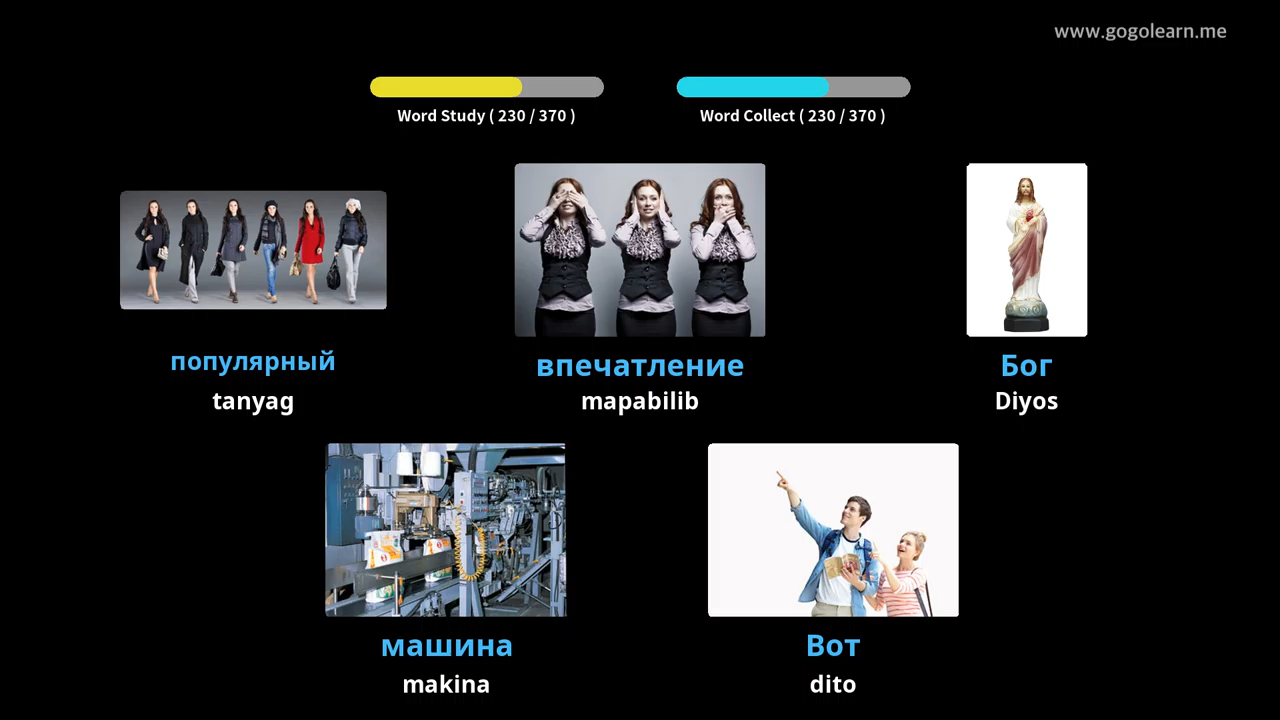 www.gogolearn.me
Word Study ( 230 / 370 )
Word Collect ( 230 / 370 )
популярный
tanyag
впечатление
mapabilib
Бог
Diyos
машина
makina
Вот
dito